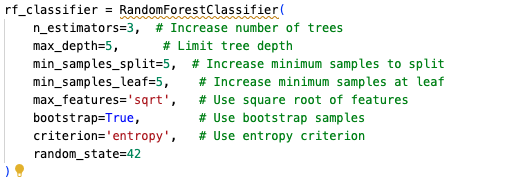 rf_classifier = RandomForestClassifier(
    n_estimators=3,  # Increase number of trees
    max_depth=5,      # Limit tree depth
    min_samples_split=5,  # Increase minimum samples to split
    min_samples_leaf=5,    # Increase minimum samples at leaf
    max_features='sqrt',   # Use square root of features
    bootstrap=True,        # Use bootstrap samples
    criterion='entropy',   # Use entropy criterion
    random_state=42
)